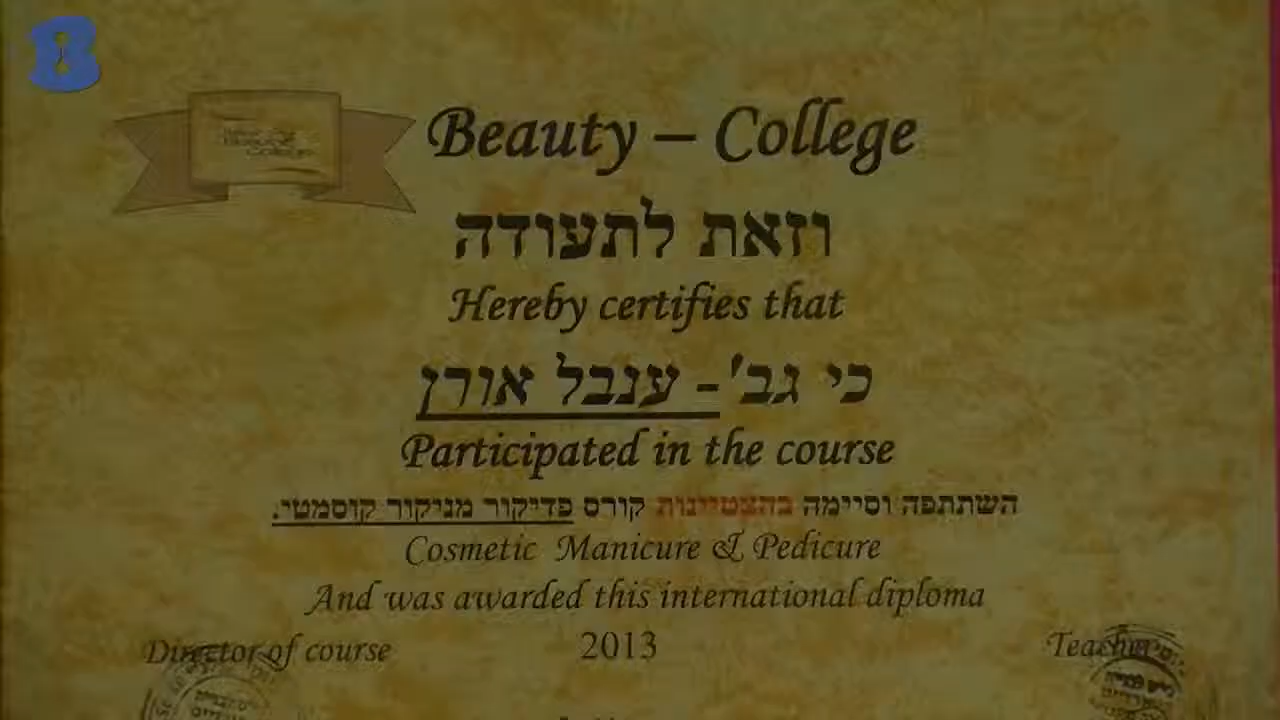 Beauty – College
וזאת לתעודה
Hereby certifies that
כי גב' - ענבל אורן
Participated in the course
השתתפה וסיימה בהצטיינות קורס פדיקור מניקור קוסמטי.
Cosmetic Manicure & Pedicure
And was awarded this international diploma
Director of course 2013 Teacher